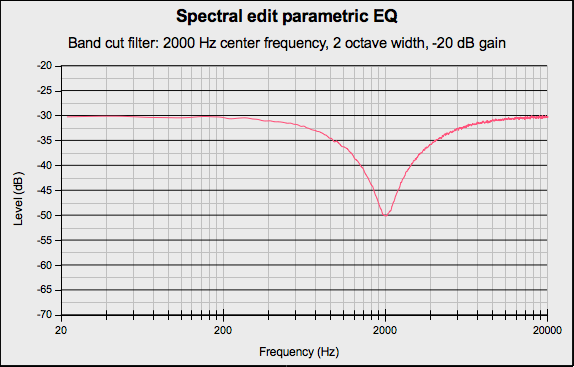 Spectral edit parametric EQ
Band cut filter: 2000 Hz center frequency, 2 octave width, -20 dB gain
-20
-25
-30
-35
-40
-45
-50
-55
-60
-65
-70
Level (dB)
20 200 2000 20000
Frequency (Hz)